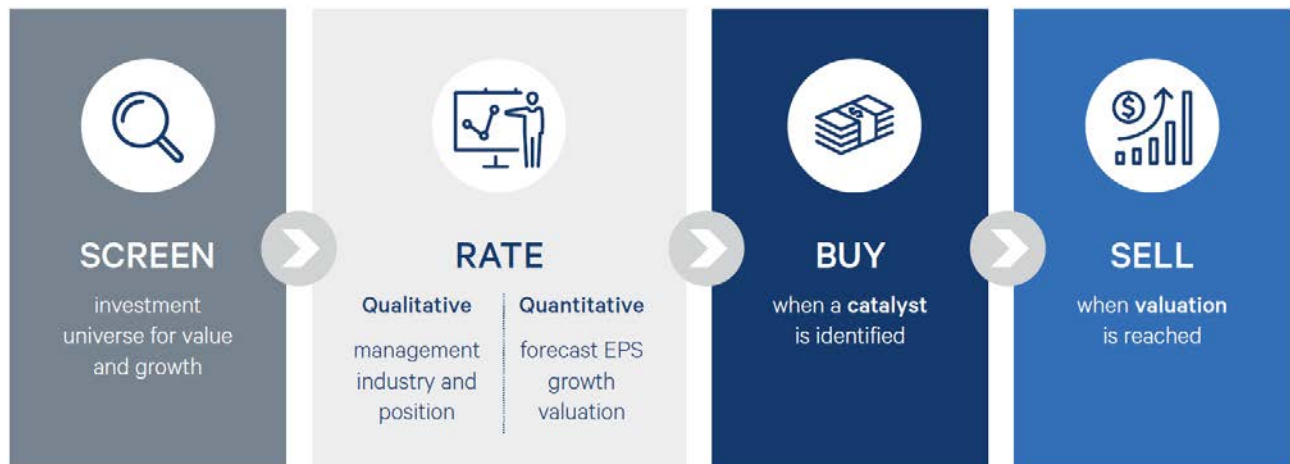 SCREEN
investment
universe for value
and growth
RATE
Qualitative
management
industry and
position
Quantitative
forecast EPS
growth
valuation
$
BUY
when a catalyst
is identified
$
SELL
when valuation
is reached